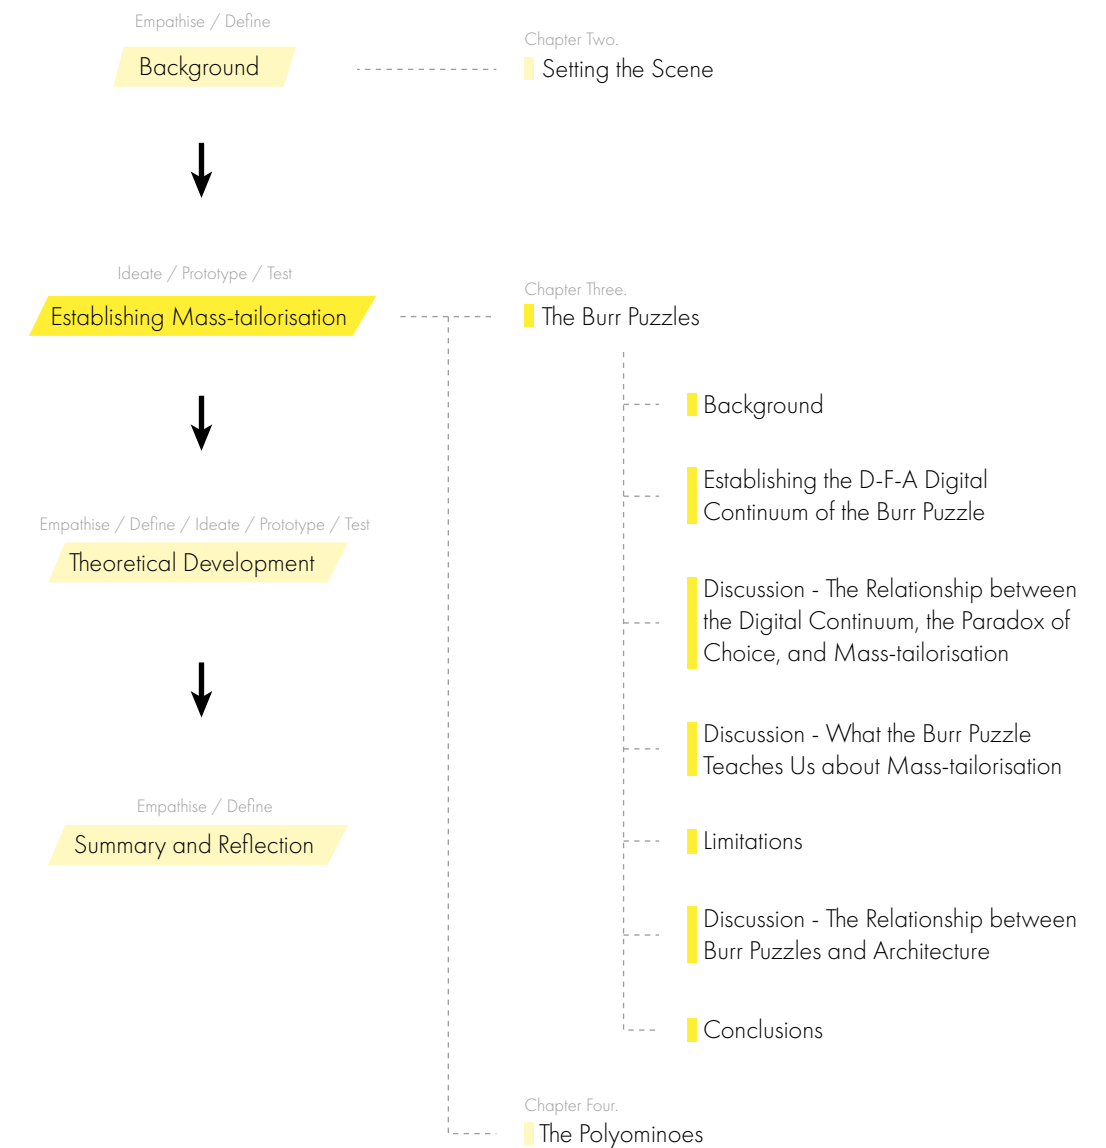 Empathise / Define
Background
Chapter Two.
Setting the Scene
Ideate / Prototype / Test
Establishing Mass-tailorisation
Chapter Three.
The Burr Puzzles
Background
Establishing the D-F-A Digital
Continuum of the Burr Puzzle
Discussion - The Relationship between
the Digital Continuum, the Paradox of
Choice, and Mass-tailorisation
Discussion - What the Burr Puzzle
Teaches Us about Mass-tailorisation
Limitations
Discussion - The Relationship between
Burr Puzzles and Architecture
Conclusions
Empathise / Define / Ideate / Prototype / Test
Theoretical Development
Empathise / Define
Summary and Reflection
Chapter Four.
The Polyominoes